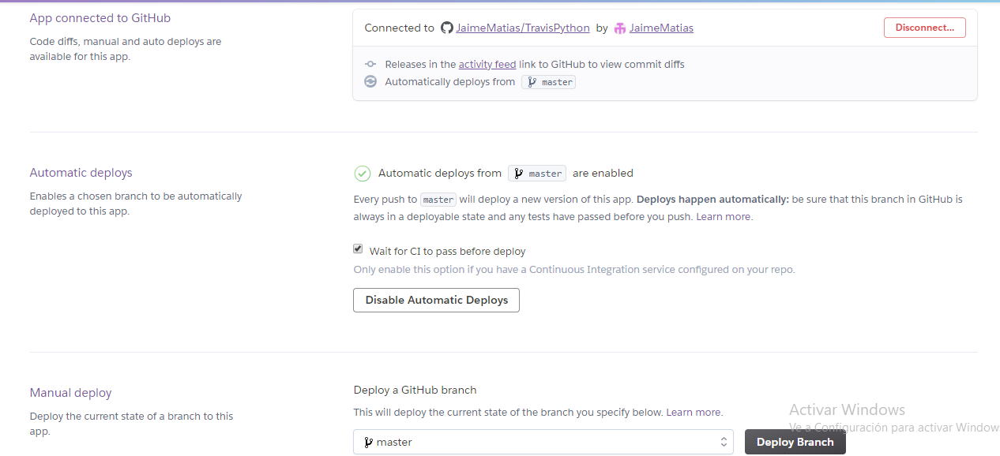 App connected to GitHub
Code diffs, manual and auto deploys are
available for this app.
Connected to JaimeMatias/TravisPython by JaimeMatias
Disconnect...
Releases in the activity feed link to GitHub to view commit diffs
Automatically deploys from master
Automatic deploys
Enables a chosen branch to be automatically
deployed to this app.
Automatic deploys from master are enabled
Every push to master will deploy a new version of this app. Deploys happen automatically: be sure that this branch in GitHub is
always in a deployable state and any tests have passed before you push. Learn more.
Wait for CI to pass before deploy
Only enable this option if you have a Continuous Integration service configured on your repo.
Disable Automatic Deploys
Manual deploy
Deploy the current state of a branch to this
app.
Deploy a GitHub branch
This will deploy the current state of the branch you specify below. Learn more.
master
Deploy Branch
Activar Windows
Ve a Configuración para activar Window